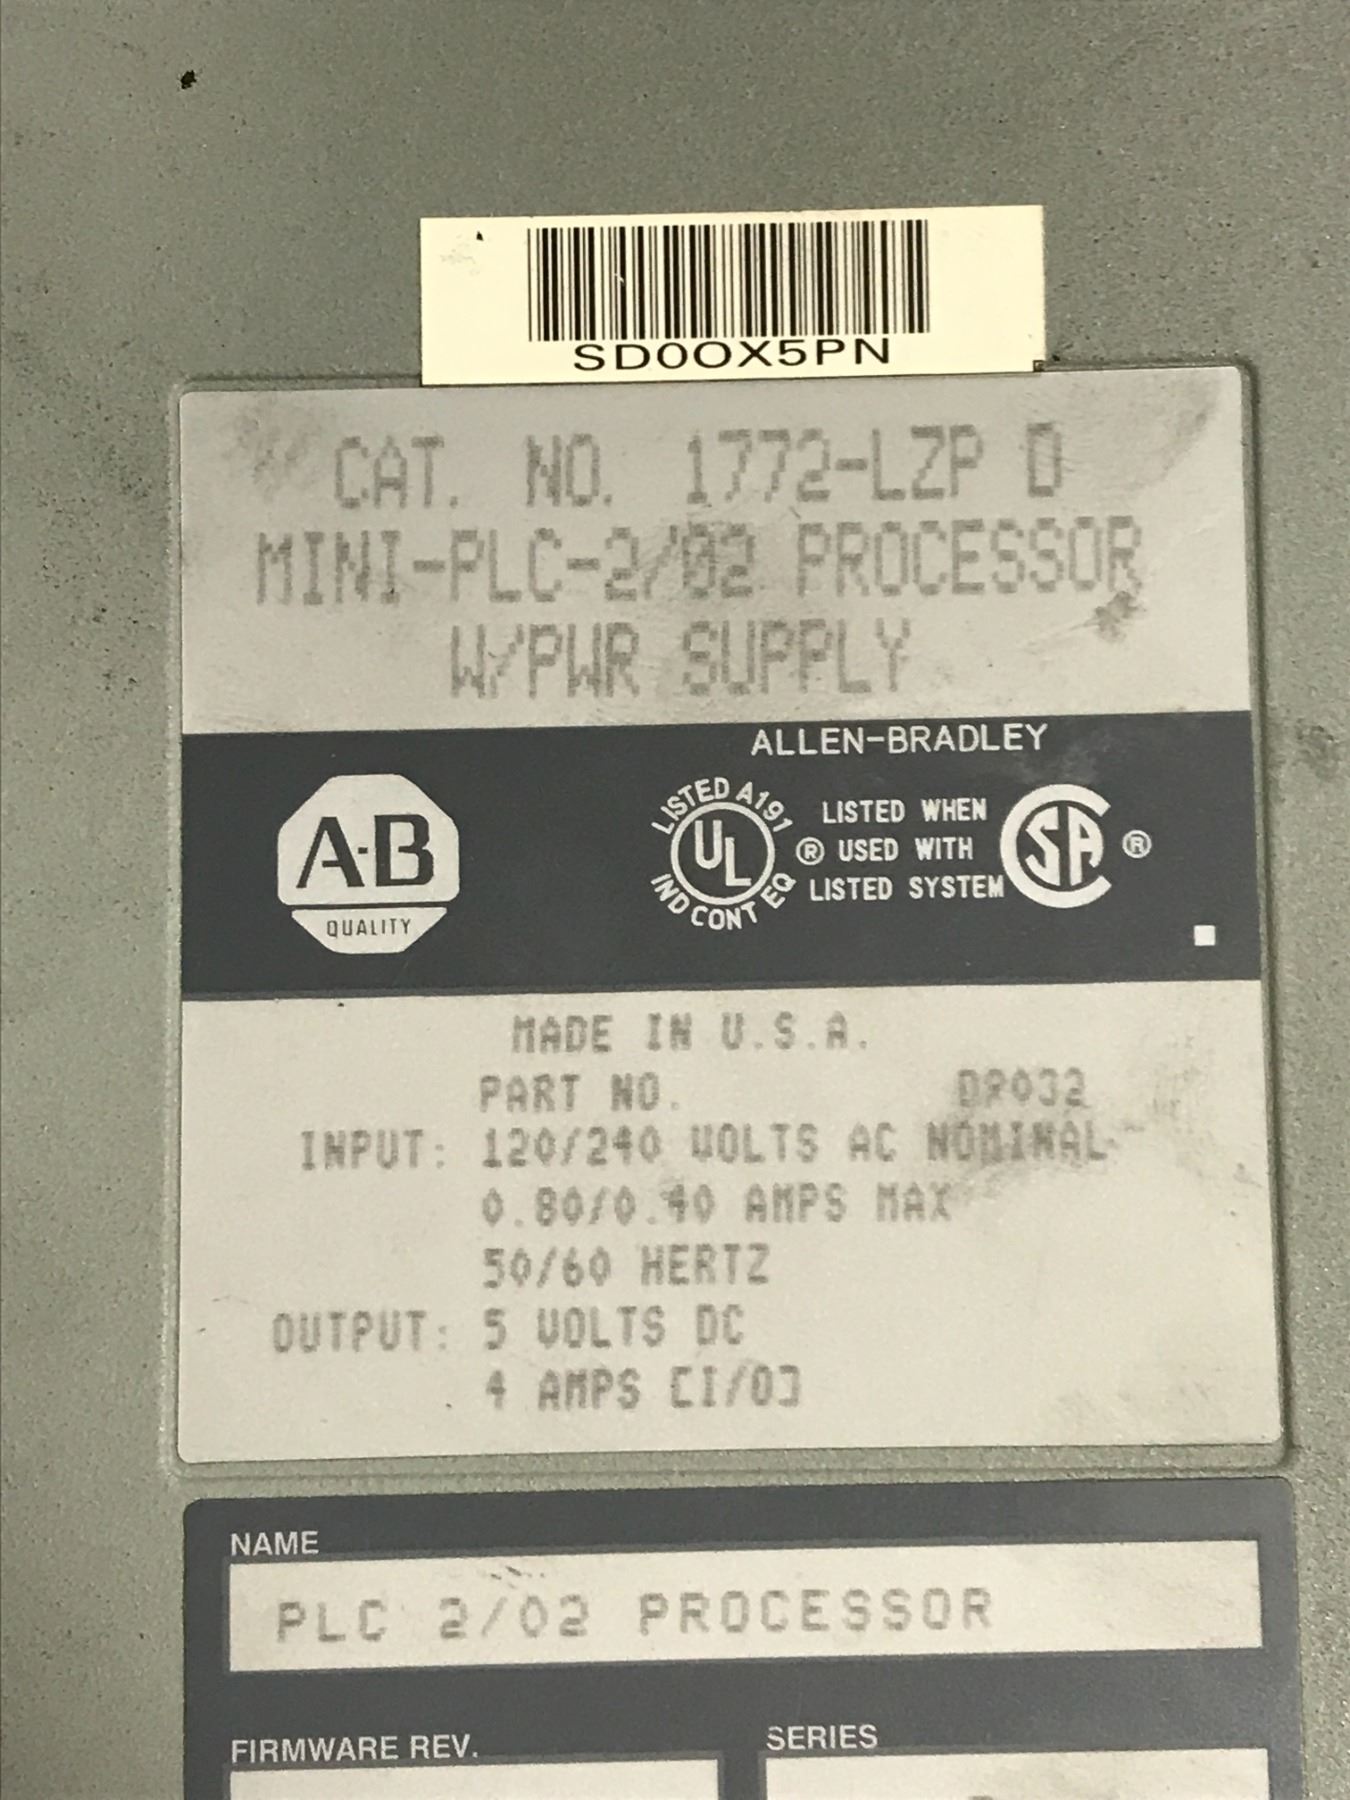 SD0OX5PN
CAT. NO. 1772-LZP D
MINI-PLC-2/02 PROCESSOR
W/PWR SUPPLY
ALLEN-BRADLEY
A-B
QUALITY
LISTED A191
UL
IND CONT EQ
®
LISTED WHEN
USED WITH
LISTED SYSTEM
SA ®
MADE IN U.S.A.
PART NO.
INPUT: 120/240 VOLTS AC NOMINAL
0.80/0.40 AMPS MAX
50/60 HERTZ
OUTPUT: 5 VOLTS DC
4 AMPS [I/O]
NAME
PLC 2/02 PROCESSOR
FIRMWARE REV.
SERIES